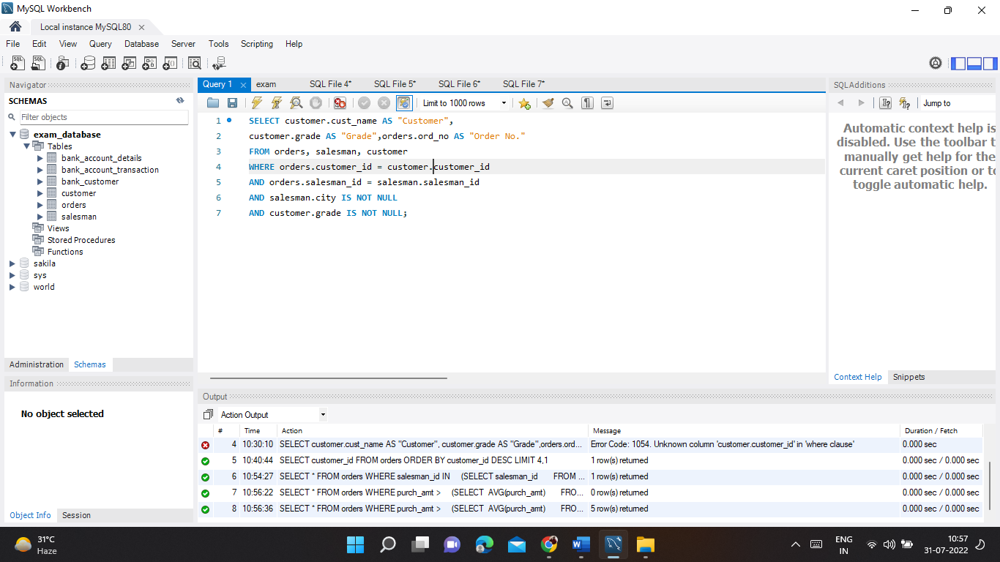 MySQL Workbench
Local instance MySQL80
File Edit View Query Database Server Tools Scripting Help
Navigator
SCHEMAS
Filter objects
exam_database
Tables
bank_account_details
bank_account_transaction
bank_customer
customer
orders
salesman
Views
Stored Procedures
Functions
sakila
sys
world
Administration Schemas
Information
No object selected
Object Info Session
Query 1 exam SQL File 4* SQL File 5* SQL File 6* SQL File 7*
Limit to 1000 rows
1 SELECT customer.cust_name AS "Customer",
2 customer.grade AS "Grade",orders.ord_no AS "Order No."
3 FROM orders, salesman, customer
4 WHERE orders.customer_id = customer.customer_id
5 AND orders.salesman_id = salesman.salesman_id
6 AND salesman.city IS NOT NULL
7 AND customer.grade IS NOT NULL;
SQLAdditions
Jump to
Automatic context help is
disabled. Use the toolbar t
manually get help for the
current caret position or to
toggle automatic help.
Context Help Snippets
Output
Action Output
# Time Action Message Duration / Fetch
4 10:30:10 SELECT customer.cust_name AS "Customer", customer.grade AS "Grade",orders.ord... Error Code: 1054. Unknown column 'customer.customer_id' in 'where clause' 0.000 sec
5 10:40:44 SELECT customer_id FROM orders ORDER BY customer_id DESC LIMIT 4,1 1 row(s) returned 0.000 sec / 0.000 sec
6 10:54:27 SELECT * FROM orders WHERE salesman_id IN (SELECT salesman_id FROM ... 1 row(s) returned 0.000 sec / 0.000 sec
7 10:56:22 SELECT * FROM orders WHERE purch_amt > (SELECT AVG(purch_amt) FRO... 0 row(s) returned 0.000 sec / 0.000 sec
8 10:56:36 SELECT * FROM orders WHERE purch_amt > (SELECT AVG(purch_amt) FRO... 5 row(s) returned 0.000 sec / 0.000 sec
31°C
Haze
ENG
IN
10:57
31-07-2022